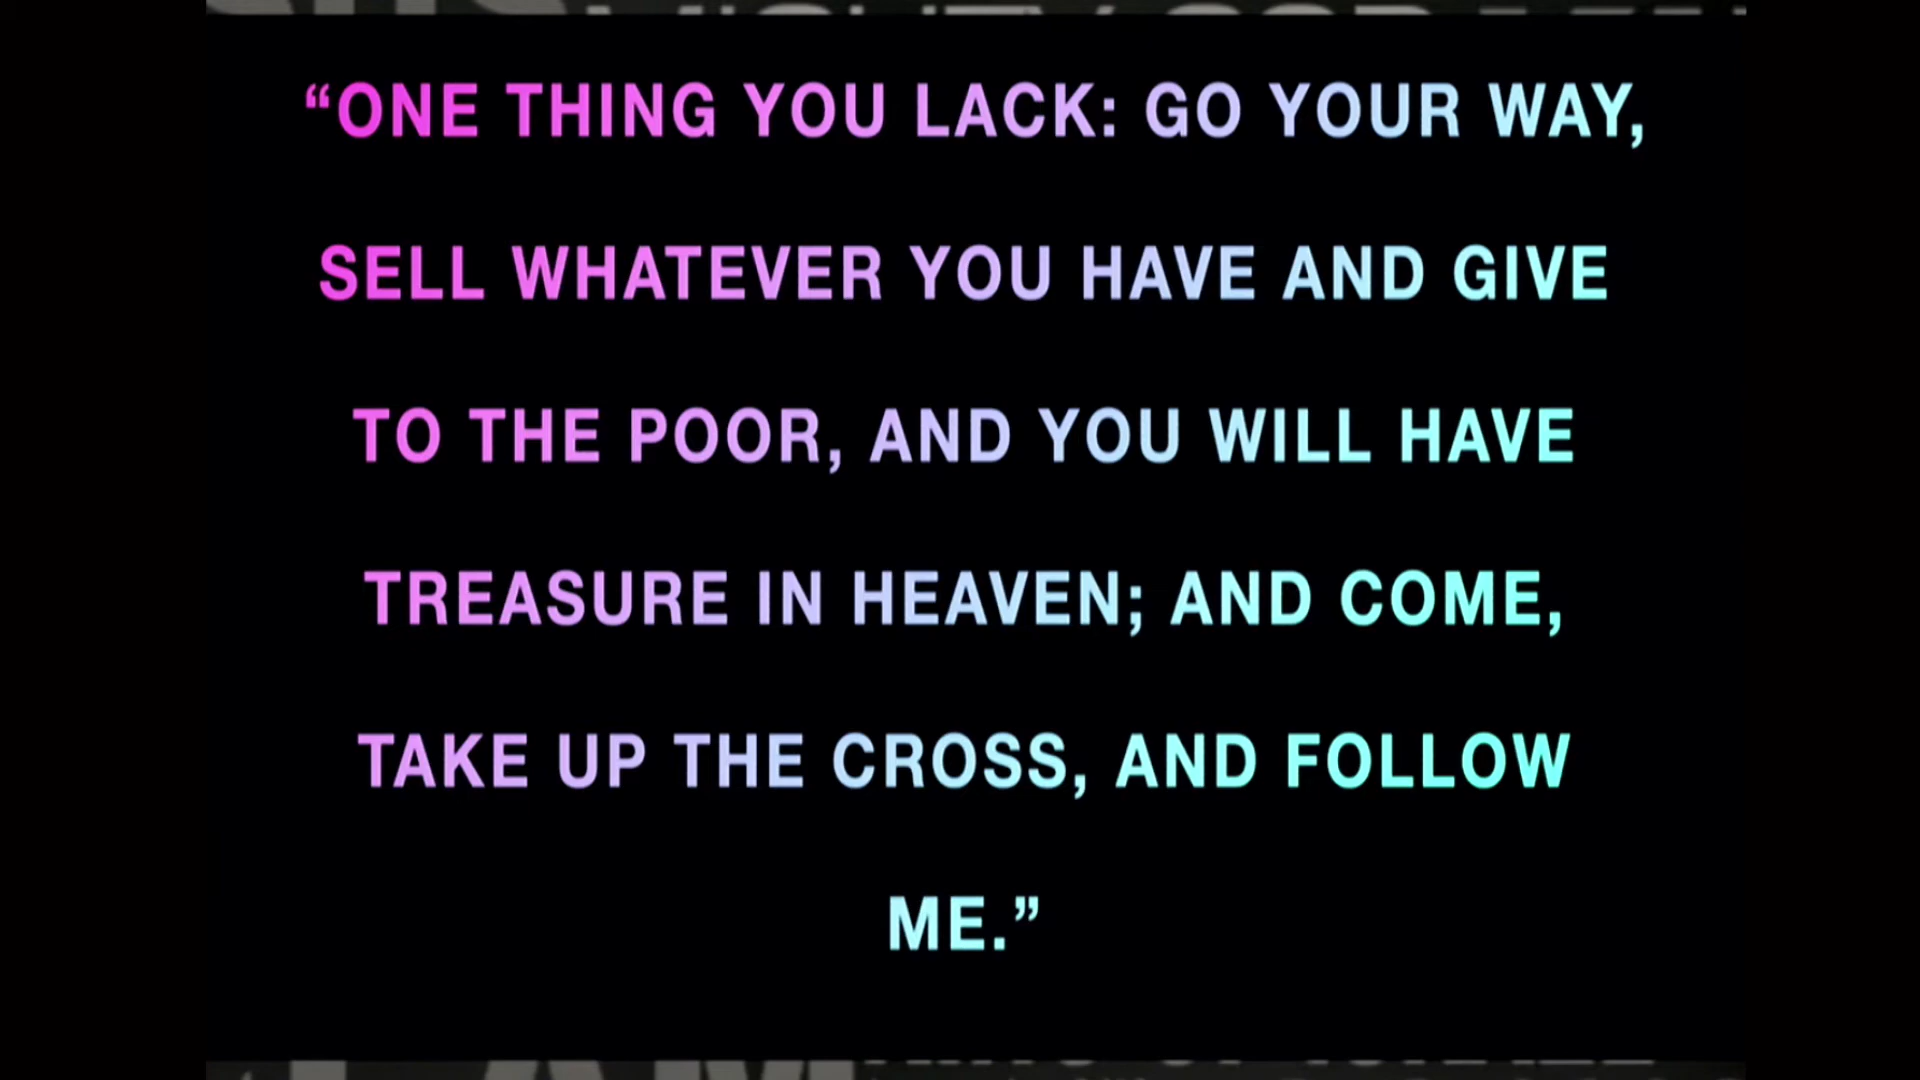 “ONE THING YOU LACK: GO YOUR WAY,
SELL WHATEVER YOU HAVE AND GIVE
TO THE POOR, AND YOU WILL HAVE
TREASURE IN HEAVEN; AND COME,
TAKE UP THE CROSS, AND FOLLOW
ME.”